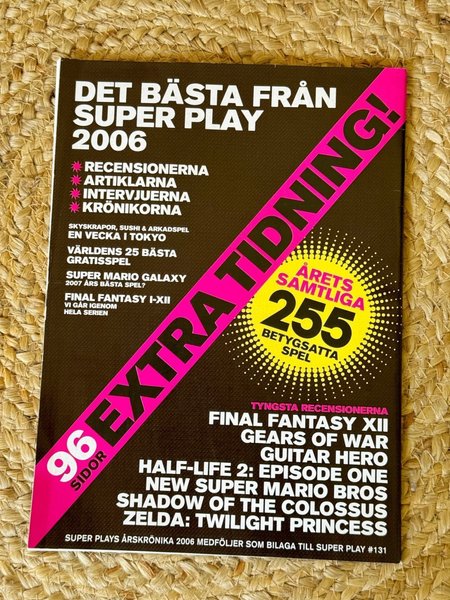 DET BÄSTA FRÅN
SUPER PLAY
2006
RECENSIONERNA
ARTIKLARNA
INTERVJUERNA
KRÖNIKORNA
SKYSKRAPOR, SUSHI & ARKADSPEL
EN VECKA I TOKYO
VÄRLDENS 25 BÄSTA
GRATISSPEL
SUPER MARIO GALAXY
2007 ÅRS BÄSTA SPEL?
FINAL FANTASY I-XII
VI GÅR IGENOM
HELA SERIEN
96
SIDOR
EXTRA TIDNING!
ÅRETS
SAMTLIGA
255
BETYGSATTA
SPEL
TYNGSTA RECENSIONERNA
FINAL FANTASY XII
GEARS OF WAR
GUITAR HERO
HALF-LIFE 2: EPISODE ONE
NEW SUPER MARIO BROS
SHADOW OF THE COLOSSUS
ZELDA: TWILIGHT PRINCESS
SUPER PLAYS ÅRSKRÖNIKA 2006 MEDFÖLJER SOM BILAGA TILL SUPER PLAY #131